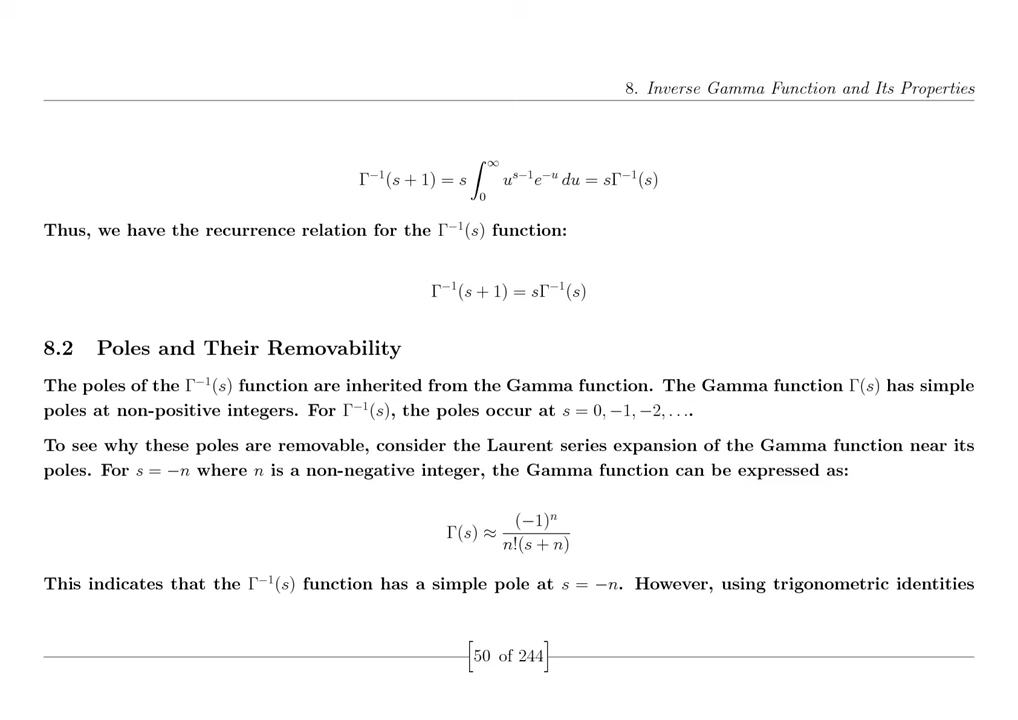 8. Inverse Gamma Function and Its Properties
Γ⁻¹(s + 1) = s ∫₀^∞ uˢ⁻¹e⁻ᵘ du = sΓ⁻¹(s)
Thus, we have the recurrence relation for the Γ⁻¹(s) function:
Γ⁻¹(s + 1) = sΓ⁻¹(s)
8.2 Poles and Their Removability
The poles of the Γ⁻¹(s) function are inherited from the Gamma function. The Gamma function Γ(s) has simple
poles at non-positive integers. For Γ⁻¹(s), the poles occur at s = 0, −1, −2, . . ..
To see why these poles are removable, consider the Laurent series expansion of the Gamma function near its
poles. For s = −n where n is a non-negative integer, the Gamma function can be expressed as:
Γ(s) ≈ (−1)ⁿ / n!(s + n)
This indicates that the Γ⁻¹(s) function has a simple pole at s = −n. However, using trigonometric identities
[50 of 244]